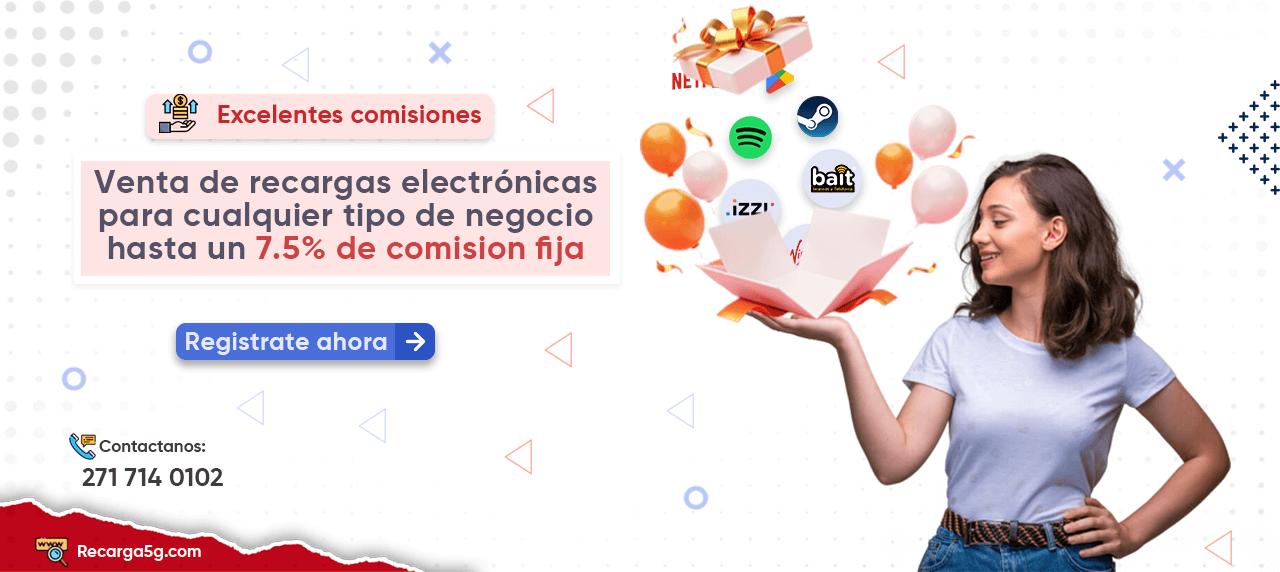 Excelentes comisiones
Venta de recargas electrónicas
para cualquier tipo de negocio
hasta un 7.5% de comision fija
Registrate ahora
Contactanos:
271 714 0102
www
Recarga5g.com
bait
izzi